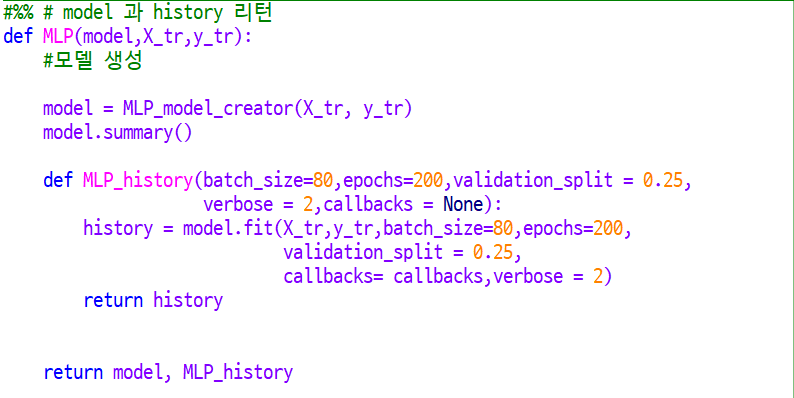 #%% # model 과 history 리턴
def MLP(model,X_tr,y_tr):
    #모델 생성
    model = MLP_model_creator(X_tr, y_tr)
    model.summary()
    def MLP_history(batch_size=80,epochs=200,validation_split = 0.25,
                    verbose = 2,callbacks = None):
        history = model.fit(X_tr,y_tr,batch_size=80,epochs=200,
                            validation_split = 0.25,
                            callbacks= callbacks,verbose = 2)
        return history
    return model, MLP_history